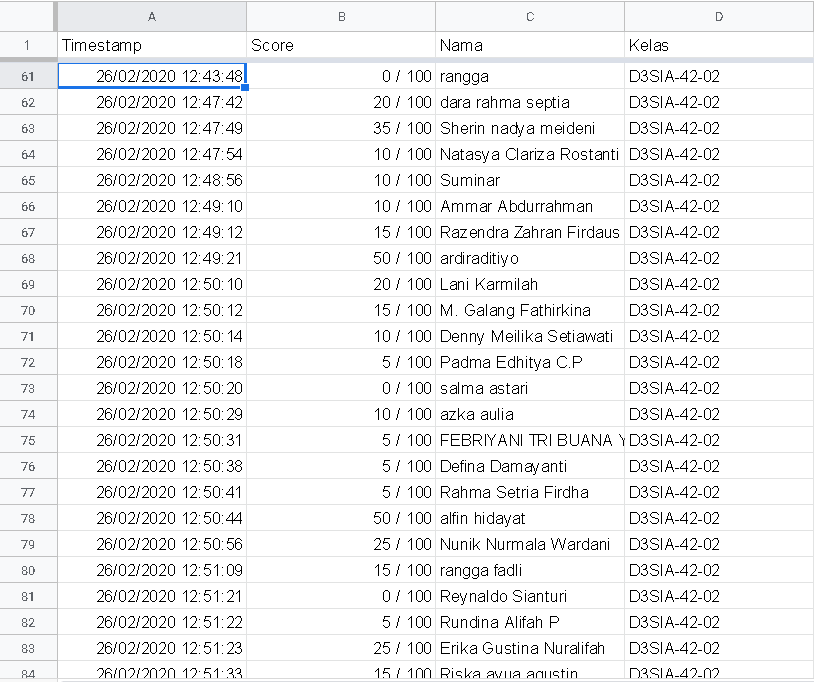 A B C D
1 Timestamp Score Nama Kelas
61 26/02/2020 12:43:48 0 / 100 rangga D3SIA-42-02
62 26/02/2020 12:47:42 20 / 100 dara rahma septia D3SIA-42-02
63 26/02/2020 12:47:49 35 / 100 Sherin nadya meideni D3SIA-42-02
64 26/02/2020 12:47:54 10 / 100 Natasya Clariza Rostanti D3SIA-42-02
65 26/02/2020 12:48:56 10 / 100 Suminar D3SIA-42-02
66 26/02/2020 12:49:10 10 / 100 Ammar Abdurrahman D3SIA-42-02
67 26/02/2020 12:49:12 15 / 100 Razendra Zahran Firdaus D3SIA-42-02
68 26/02/2020 12:49:21 50 / 100 ardiraditiyo D3SIA-42-02
69 26/02/2020 12:50:10 20 / 100 Lani Karmilah D3SIA-42-02
70 26/02/2020 12:50:12 15 / 100 M. Galang Fathirkina D3SIA-42-02
71 26/02/2020 12:50:14 10 / 100 Denny Meilika Setiawati D3SIA-42-02
72 26/02/2020 12:50:18 5 / 100 Padma Edhitya C.P D3SIA-42-02
73 26/02/2020 12:50:20 0 / 100 salma astari D3SIA-42-02
74 26/02/2020 12:50:29 10 / 100 azka aulia D3SIA-42-02
75 26/02/2020 12:50:31 5 / 100 FEBRIYANI TRI BUANA Y D3SIA-42-02
76 26/02/2020 12:50:38 5 / 100 Defina Damayanti D3SIA-42-02
77 26/02/2020 12:50:41 5 / 100 Rahma Setria Firdha D3SIA-42-02
78 26/02/2020 12:50:44 50 / 100 alfin hidayat D3SIA-42-02
79 26/02/2020 12:50:56 25 / 100 Nunik Nurmala Wardani D3SIA-42-02
80 26/02/2020 12:51:09 15 / 100 rangga fadli D3SIA-42-02
81 26/02/2020 12:51:21 0 / 100 Reynaldo Sianturi D3SIA-42-02
82 26/02/2020 12:51:22 5 / 100 Rundina Alifah P D3SIA-42-02
83 26/02/2020 12:51:23 25 / 100 Erika Gustina Nuralifah D3SIA-42-02
84 26/02/2020 12:51:33 15 / 100 Riska ayua agustin D3SIA-42-02